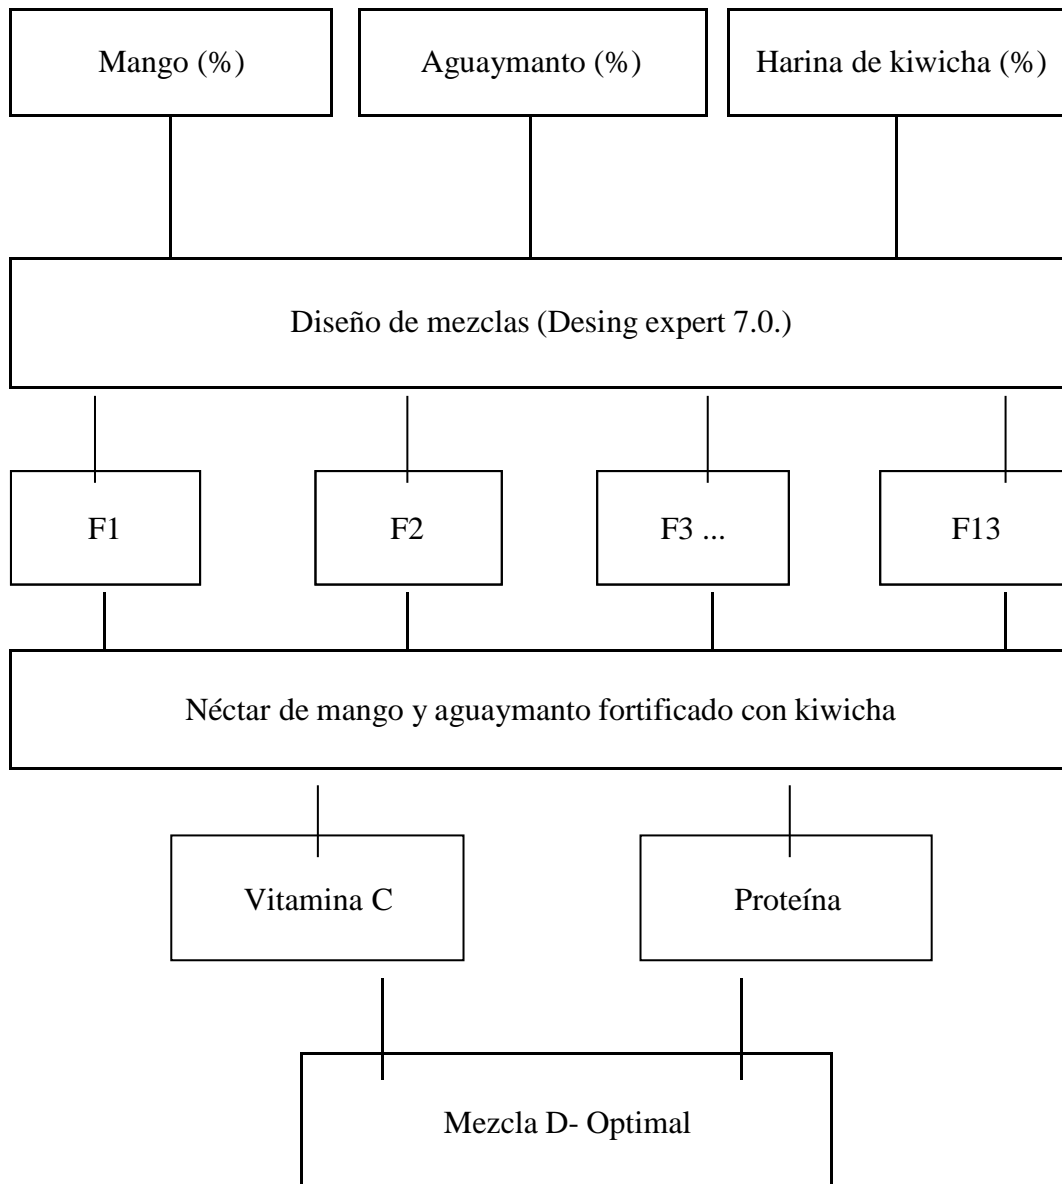 Mango (%)
Aguaymanto (%)
Harina de kiwicha (%)
Diseño de mezclas (Desing expert 7.0.)
F1
F2
F3 ...
F13
Néctar de mango y aguaymanto fortificado con kiwicha
Vitamina C
Proteína
Mezcla D- Optimal